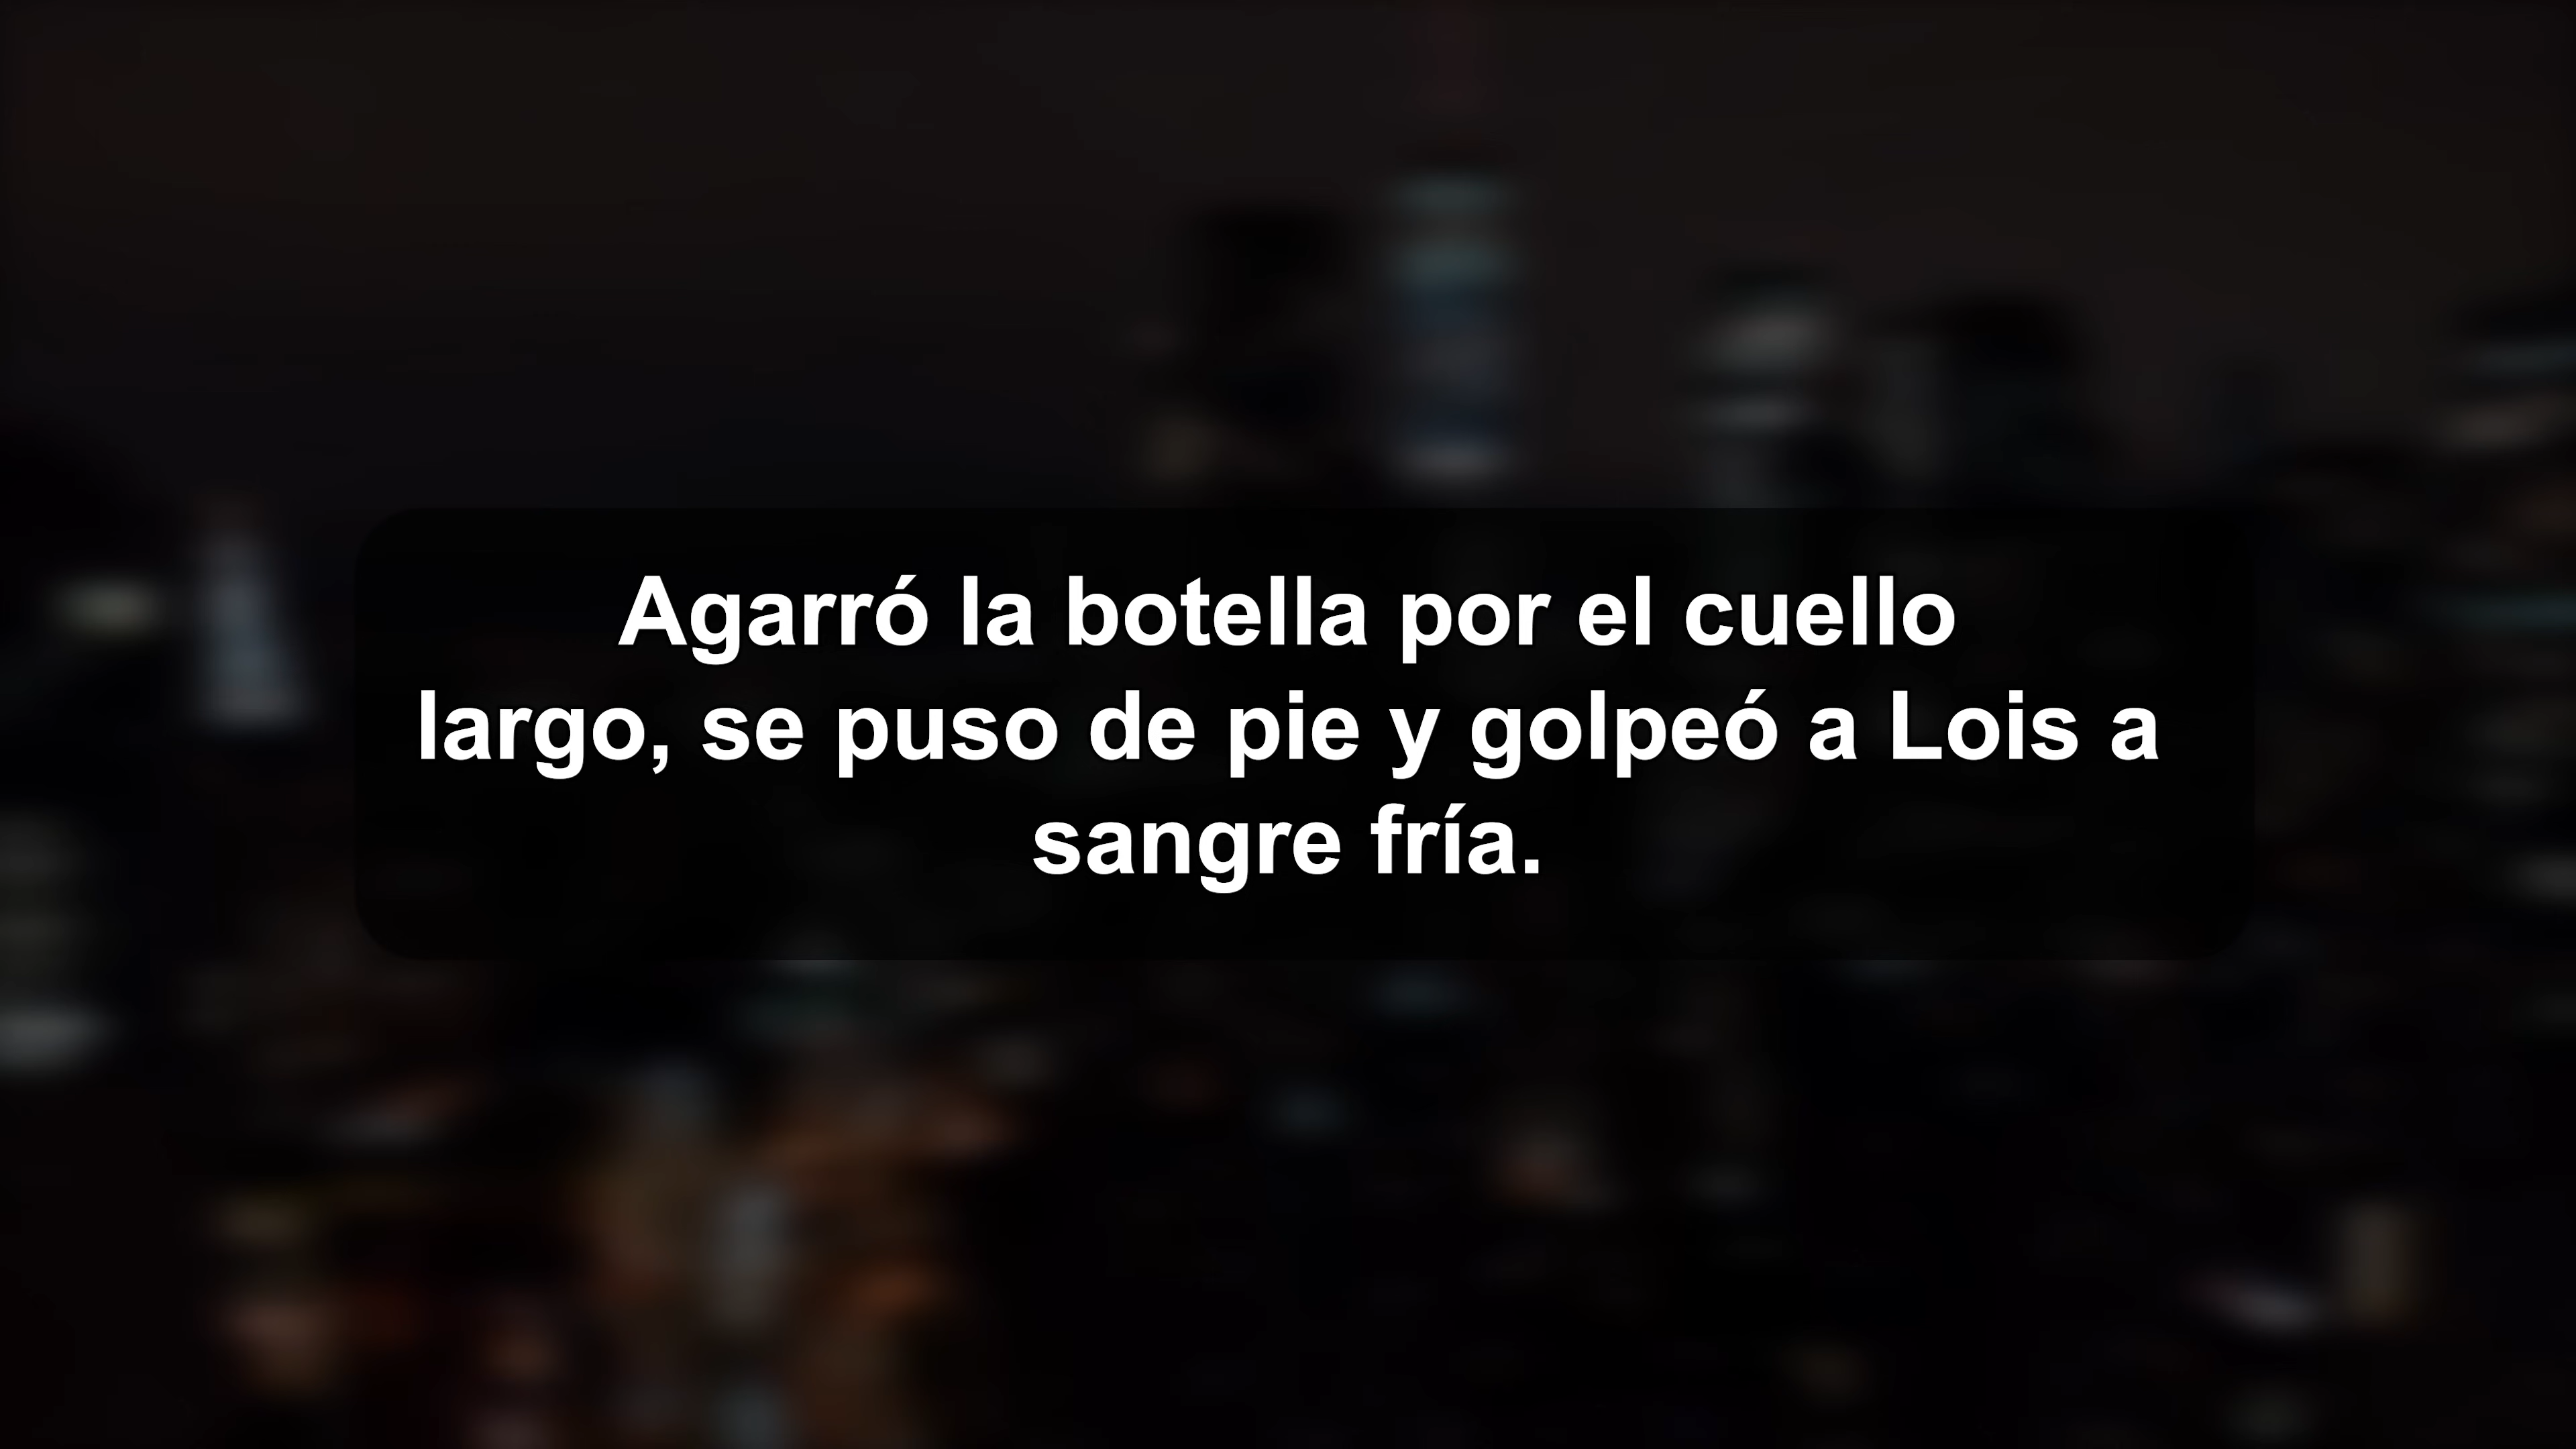 Agarró la botella por el cuello
largo, se puso de pie y golpeó a Lois a
sangre fría.